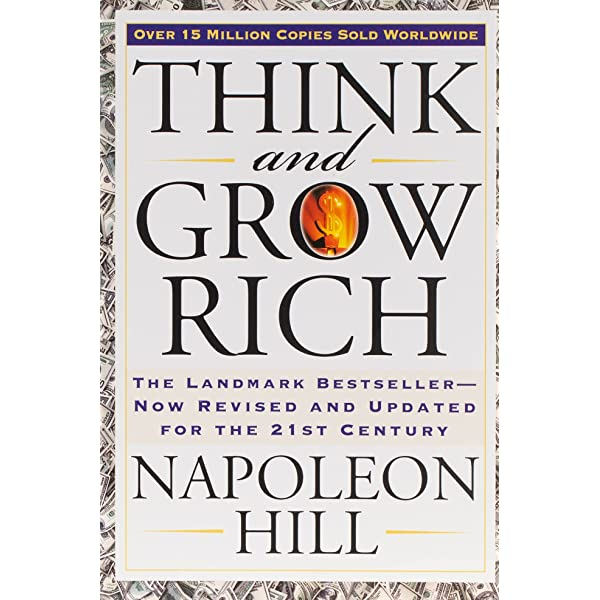 OVER 15 MILLION COPIES SOLD WORLDWIDE
THINK
and
GROW
RICH
THE LANDMARK BESTSELLER—
NOW REVISED AND UPDATED
FOR THE 21ST CENTURY
NAPOLEON
HILL